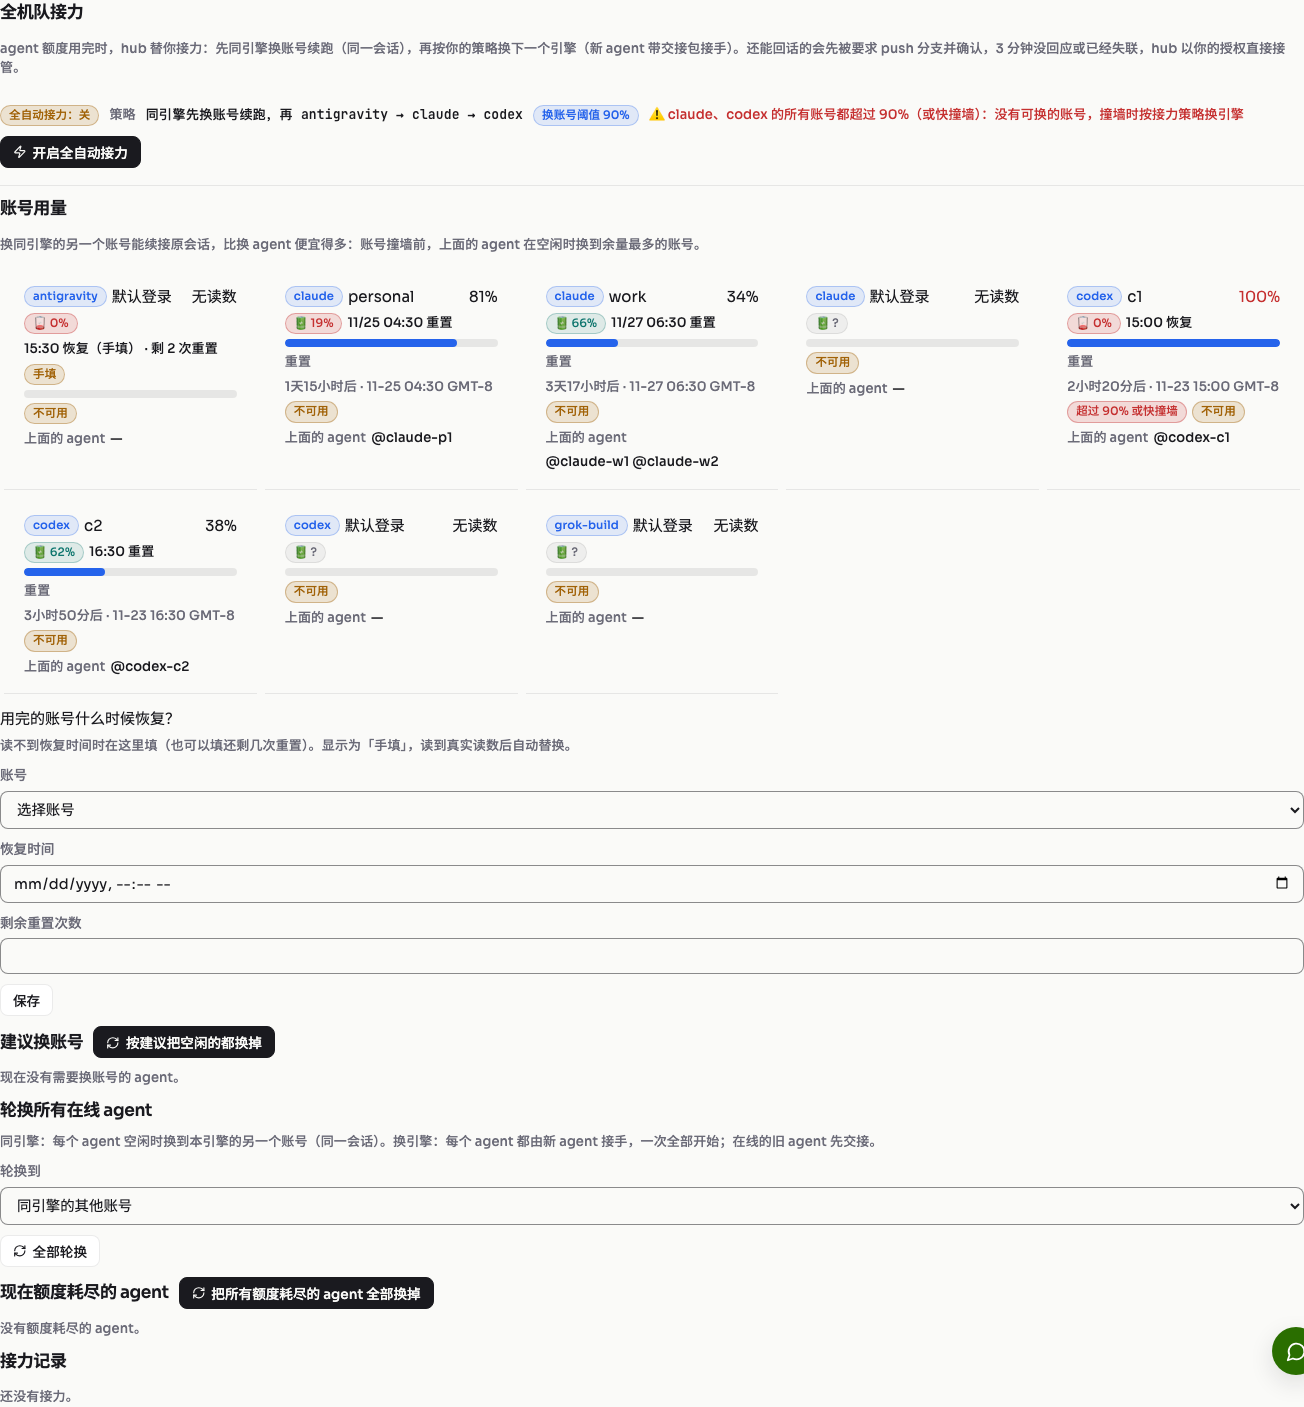 全机队接力
agent 额度用完时，hub 替你接力：先同引擎换账号续跑（同一会话），再按你的策略换下一个引擎（新 agent 带交接包接手）。还能回话的会先被要求 push 分支并确认，3 分钟没回应或已经失联，hub 以你的授权直接接
管。
全自动接力：关 策略 同引擎先换账号续跑，再 antigravity → claude → codex 换账号阈值 90% ⚠️ claude、codex 的所有账号都超过 90%（或快撞墙）：没有可换的账号，撞墙时按接力策略换引擎
开启全自动接力
账号用量
换同引擎的另一个账号能续接原会话，比换 agent 便宜得多：账号撞墙前，上面的 agent 在空闲时换到余量最多的账号。
antigravity 默认登录 无读数
0%
15:30 恢复（手填） · 剩 2 次重置
手填
不可用
上面的 agent —
claude personal 81%
19% 11/25 04:30 重置
重置
1天15小时后 · 11-25 04:30 GMT-8
不可用
上面的 agent @claude-p1
claude work 34%
66% 11/27 06:30 重置
重置
3天17小时后 · 11-27 06:30 GMT-8
不可用
上面的 agent
@claude-w1 @claude-w2
claude 默认登录 无读数
?
不可用
上面的 agent —
codex c1 100%
0% 15:00 恢复
重置
2小时20分后 · 11-23 15:00 GMT-8
超过 90% 或快撞墙 不可用
上面的 agent @codex-c1
codex c2 38%
62% 16:30 重置
重置
3小时50分后 · 11-23 16:30 GMT-8
不可用
上面的 agent @codex-c2
codex 默认登录 无读数
?
不可用
上面的 agent —
grok-build 默认登录 无读数
?
不可用
上面的 agent —
用完的账号什么时候恢复？
读不到恢复时间时在这里填（也可以填还剩几次重置）。显示为「手填」，读到真实读数后自动替换。
账号
选择账号
恢复时间
mm/dd/yyyy, --:-- --
剩余重置次数
保存
建议换账号 按建议把空闲的都换掉
现在没有需要换账号的 agent。
轮换所有在线 agent
同引擎：每个 agent 空闲时换到本引擎的另一个账号（同一会话）。换引擎：每个 agent 都由新 agent 接手，一次全部开始；在线的旧 agent 先交接。
轮换到
同引擎的其他账号
全部轮换
现在额度耗尽的 agent 把所有额度耗尽的 agent 全部换掉
没有额度耗尽的 agent。
接力记录
还没有接力。